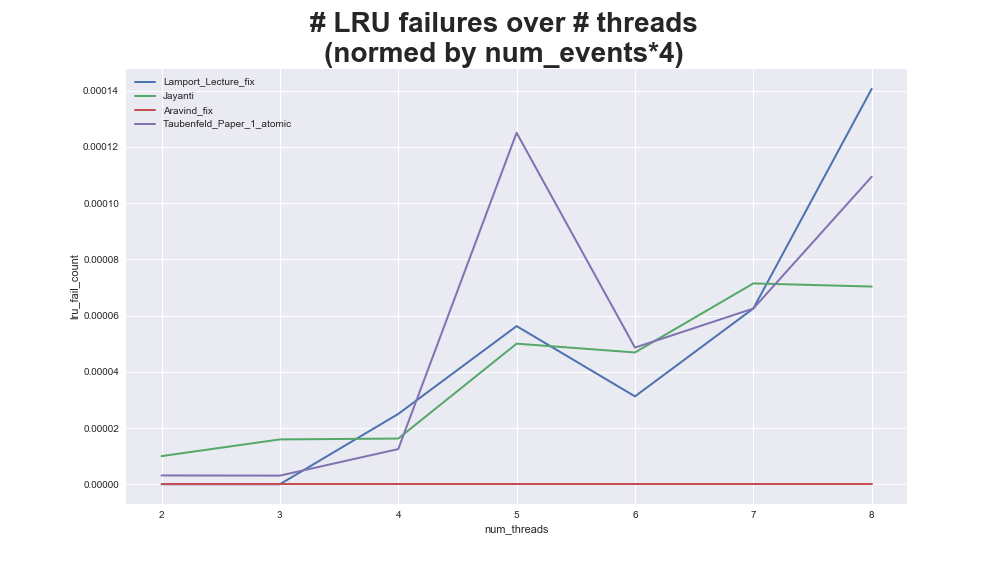 # LRU failures over # threads
(normed by num_events*4)
Lamport_Lecture_fix
Jayanti
Aravind_fix
Taubenfeld_Paper_1_atomic
0.00014
0.00012
0.00010
0.00008
0.00006
0.00004
0.00002
0.00000
lru_fail_count
2 3 4 5 6 7 8
num_threads